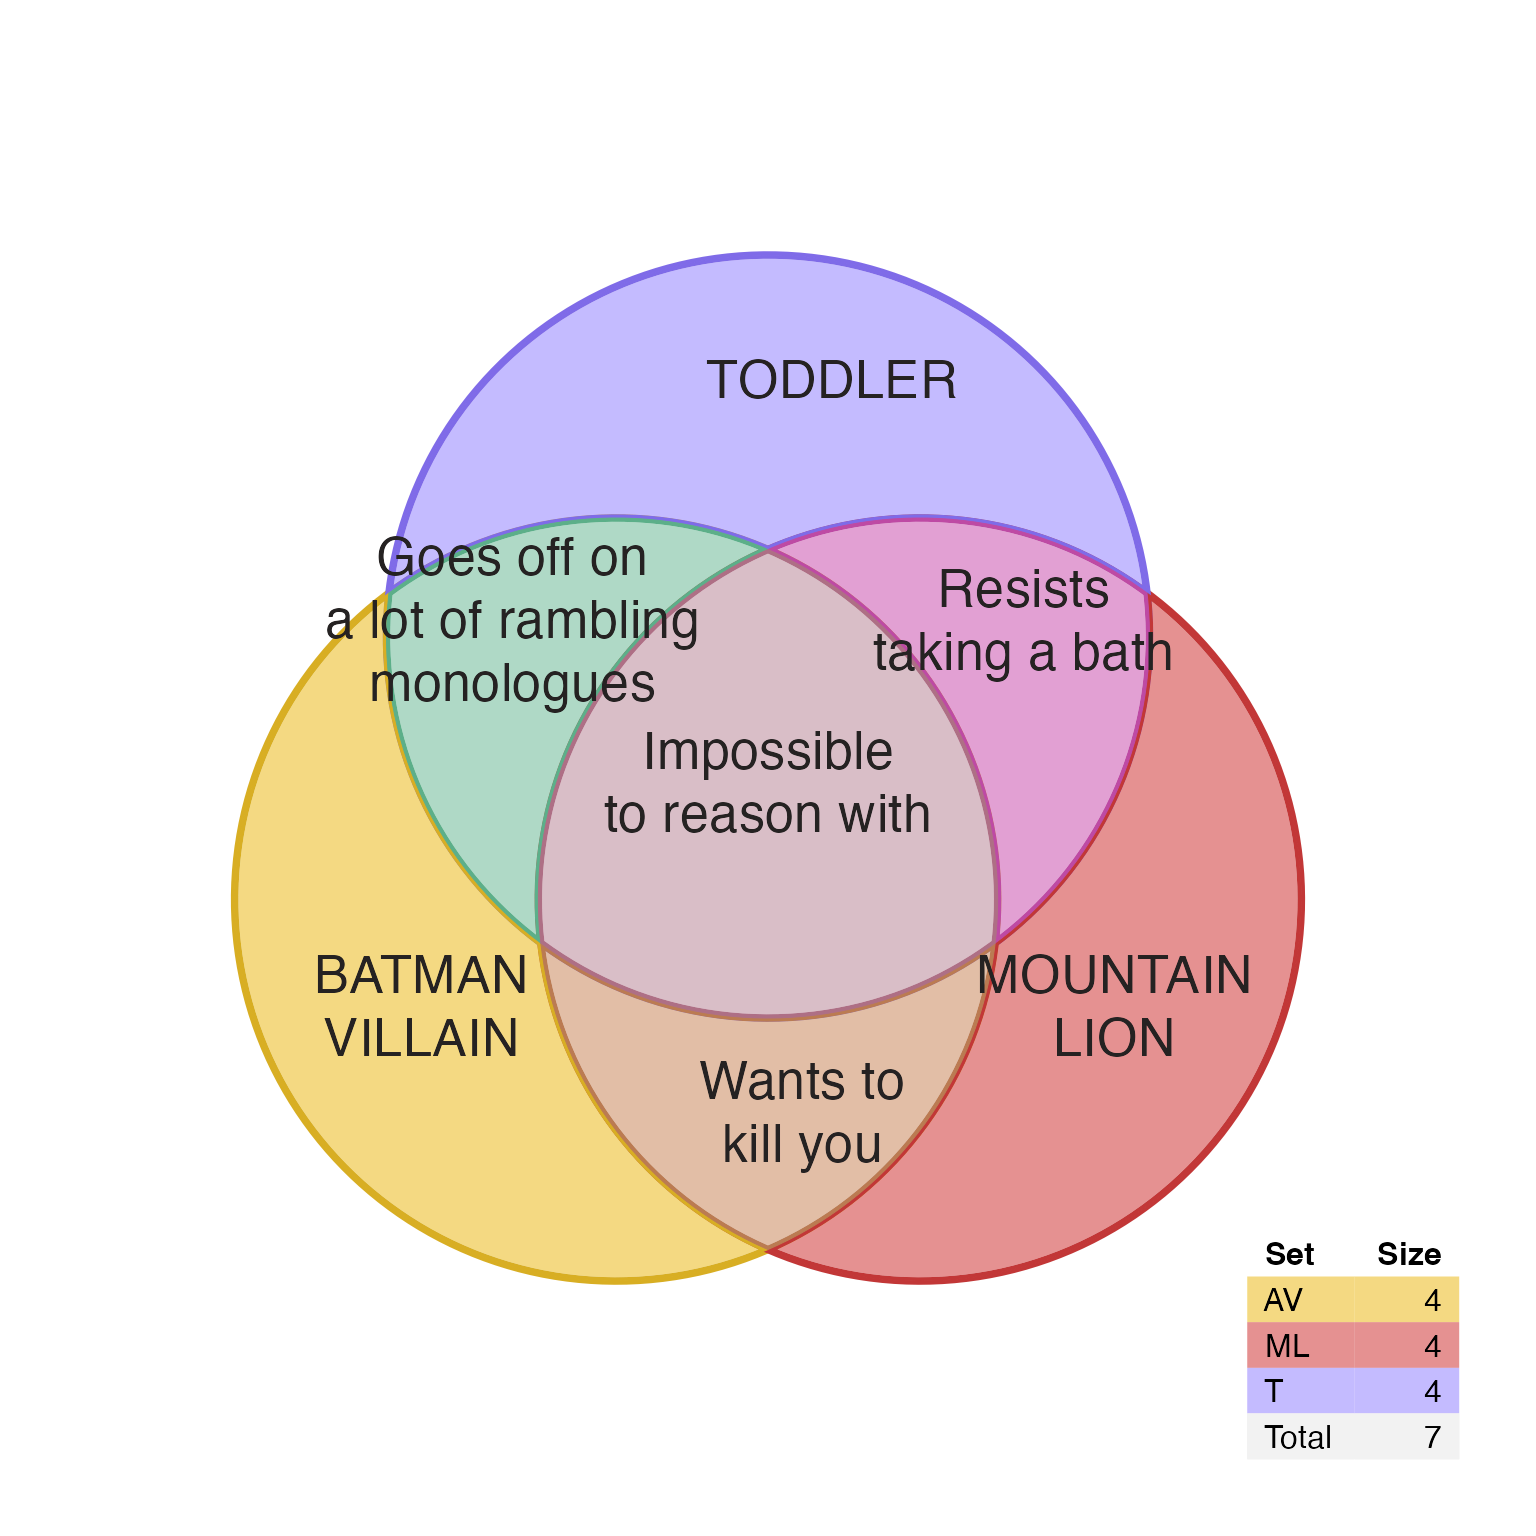 TODDLER
Goes off on
a lot of rambling
monologues
Resists
taking a bath
Impossible
to reason with
BATMAN
VILLAIN
MOUNTAIN
LION
Wants to
kill you
Set Size
AV 4
ML 4
T 4
Total 7